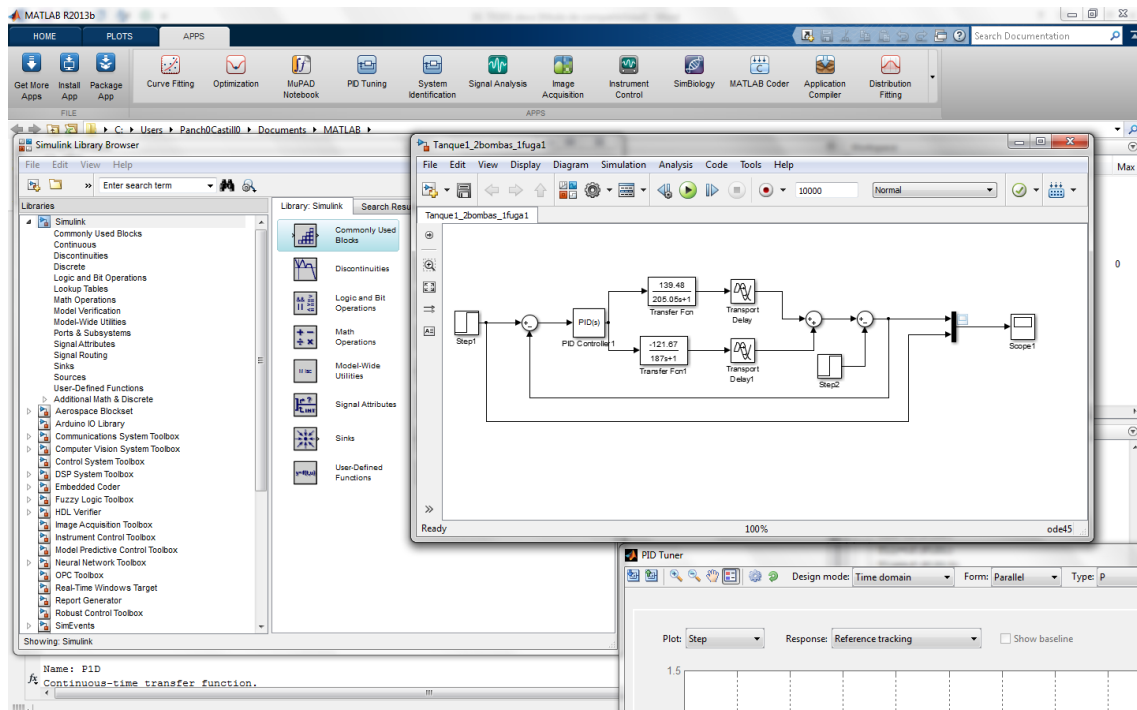 MATLAB R2013b
HOME PLOTS APPS
Search Documentation
Get More Apps
Install App
Package App
Curve Fitting
Optimization
MuPAD Notebook
PID Tuning
System Identification
Signal Analysis
Image Acquisition
Instrument Control
SimBiology
MATLAB Coder
Application Compiler
Distribution Fitting
FILE
APPS
C: Users Panch0Castill0 Documents MATLAB
Simulink Library Browser
File Edit View Help
Enter search term
Libraries
Simulink
Commonly Used Blocks
Continuous
Discontinuities
Discrete
Logic and Bit Operations
Lookup Tables
Math Operations
Model Verification
Model-Wide Utilities
Ports & Subsystems
Signal Attributes
Signal Routing
Sinks
Sources
User-Defined Functions
Additional Math & Discrete
Aerospace Blockset
Arduino IO Library
Communications System Toolbox
Computer Vision System Toolbox
Control System Toolbox
DSP System Toolbox
Embedded Coder
Fuzzy Logic Toolbox
HDL Verifier
Image Acquisition Toolbox
Instrument Control Toolbox
Model Predictive Control Toolbox
Neural Network Toolbox
OPC Toolbox
Real-Time Windows Target
Report Generator
Robust Control Toolbox
SimEvents
Showing: Simulink
Library: Simulink
Search Resu
Commonly Used
Blocks
Discontinuities
Logic and Bit
Operations
Math
Operations
Model-Wide
Utilities
Signal Attributes
Sinks
User-Defined
Functions
Tanque1_2bombas_1fuga1
File Edit View Display Diagram Simulation Analysis Code Tools Help
10000
Normal
Tanque1_2bombas_1fuga1
Step1
PID(s)
PID Controller1
139.48
205.05s+1
Transfer Fcn
Transport
Delay
-121.67
187s+1
Transfer Fcn1
Transport
Delay1
Step2
Scope1
Ready 100% ode45
Max
0
PID Tuner
Design mode: Time domain Form: Parallel Type: P
Plot: Step Response: Reference tracking Show baseline
1.5
Name: P1D
fx Continuous-time transfer function.